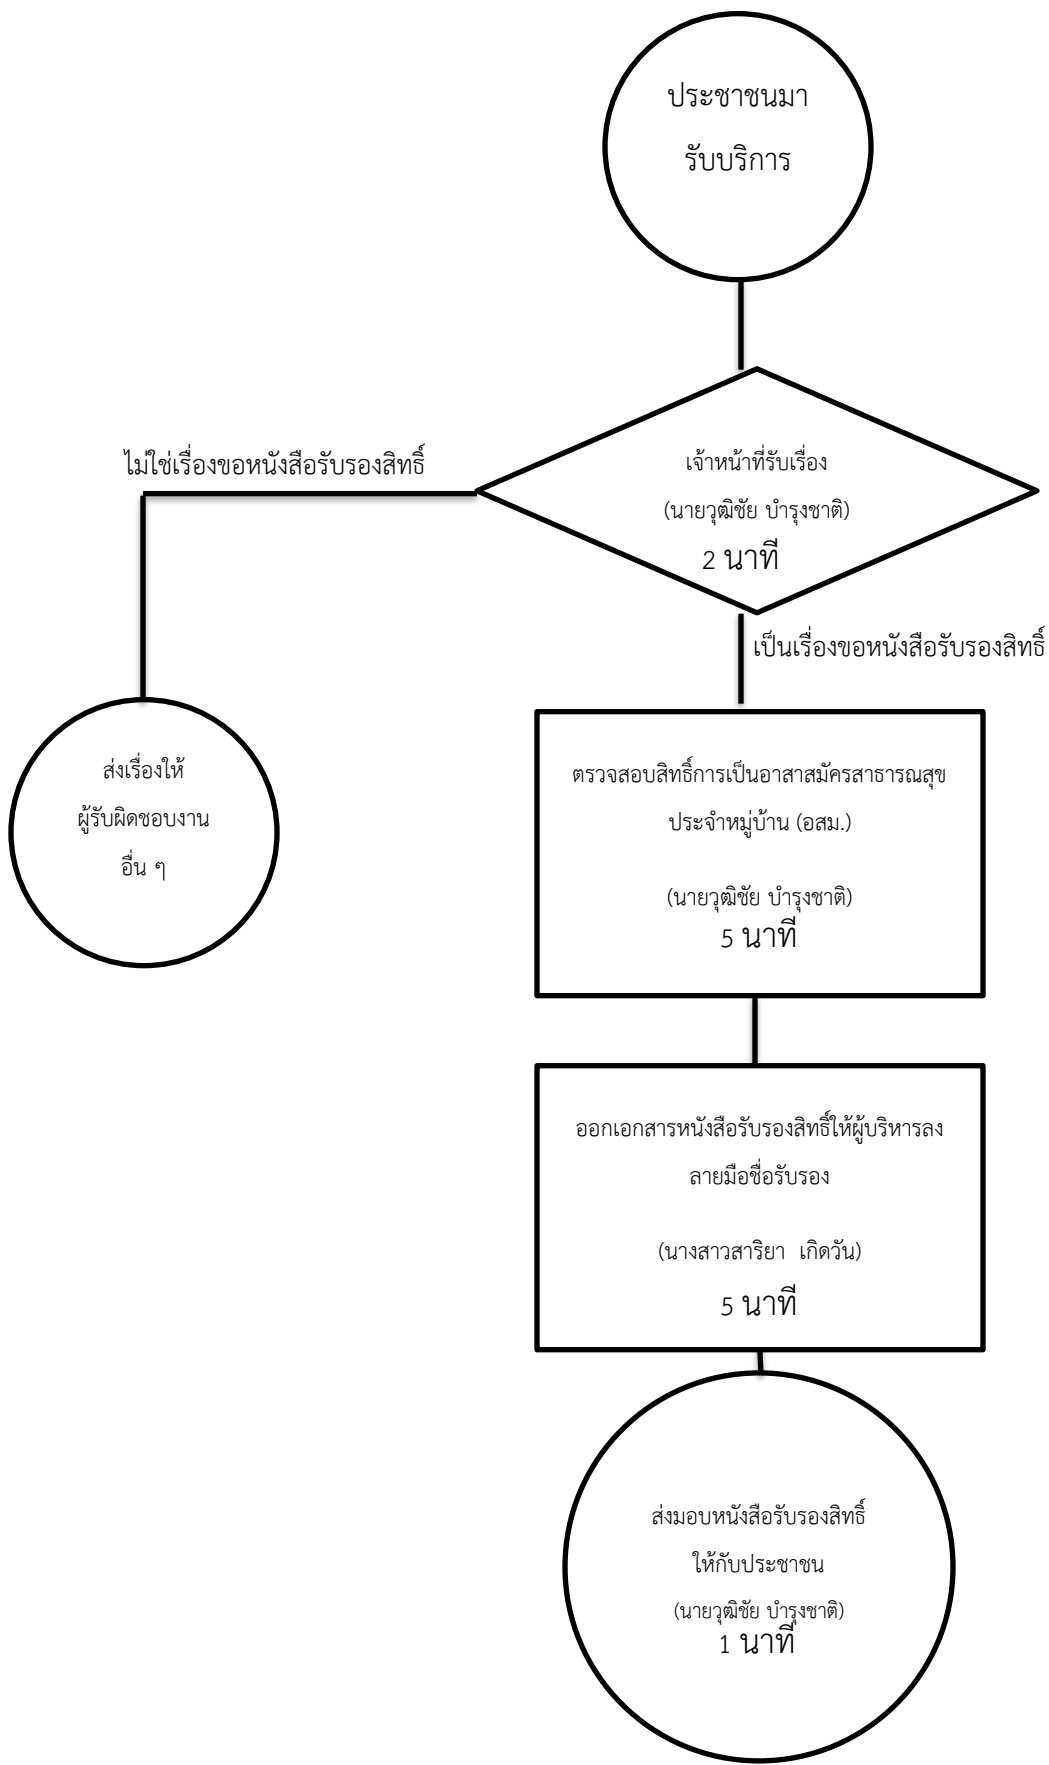 ประชาชนมา
รับบริการ
ไม่ใช่เรื่องขอหนังสือรับรองสิทธิ์
เจ้าหน้าที่รับเรื่อง
(นายวุฒิชัย บำรุงชาติ)
2 นาที
เป็นเรื่องขอหนังสือรับรองสิทธิ์
ส่งเรื่องให้
ผู้รับผิดชอบงาน
อื่น ๆ
ตรวจสอบสิทธิ์การเป็นอาสาสมัครสาธารณสุข
ประจำหมู่บ้าน (อสม.)
(นายวุฒิชัย บำรุงชาติ)
5 นาที
ออกเอกสารหนังสือรับรองสิทธิ์ให้ผู้บริหารลง
ลายมือชื่อรับรอง
(นางสาวสาริยา เกิดวัน)
5 นาที
ส่งมอบหนังสือรับรองสิทธิ์
ให้กับประชาชน
(นายวุฒิชัย บำรุงชาติ)
1 นาที